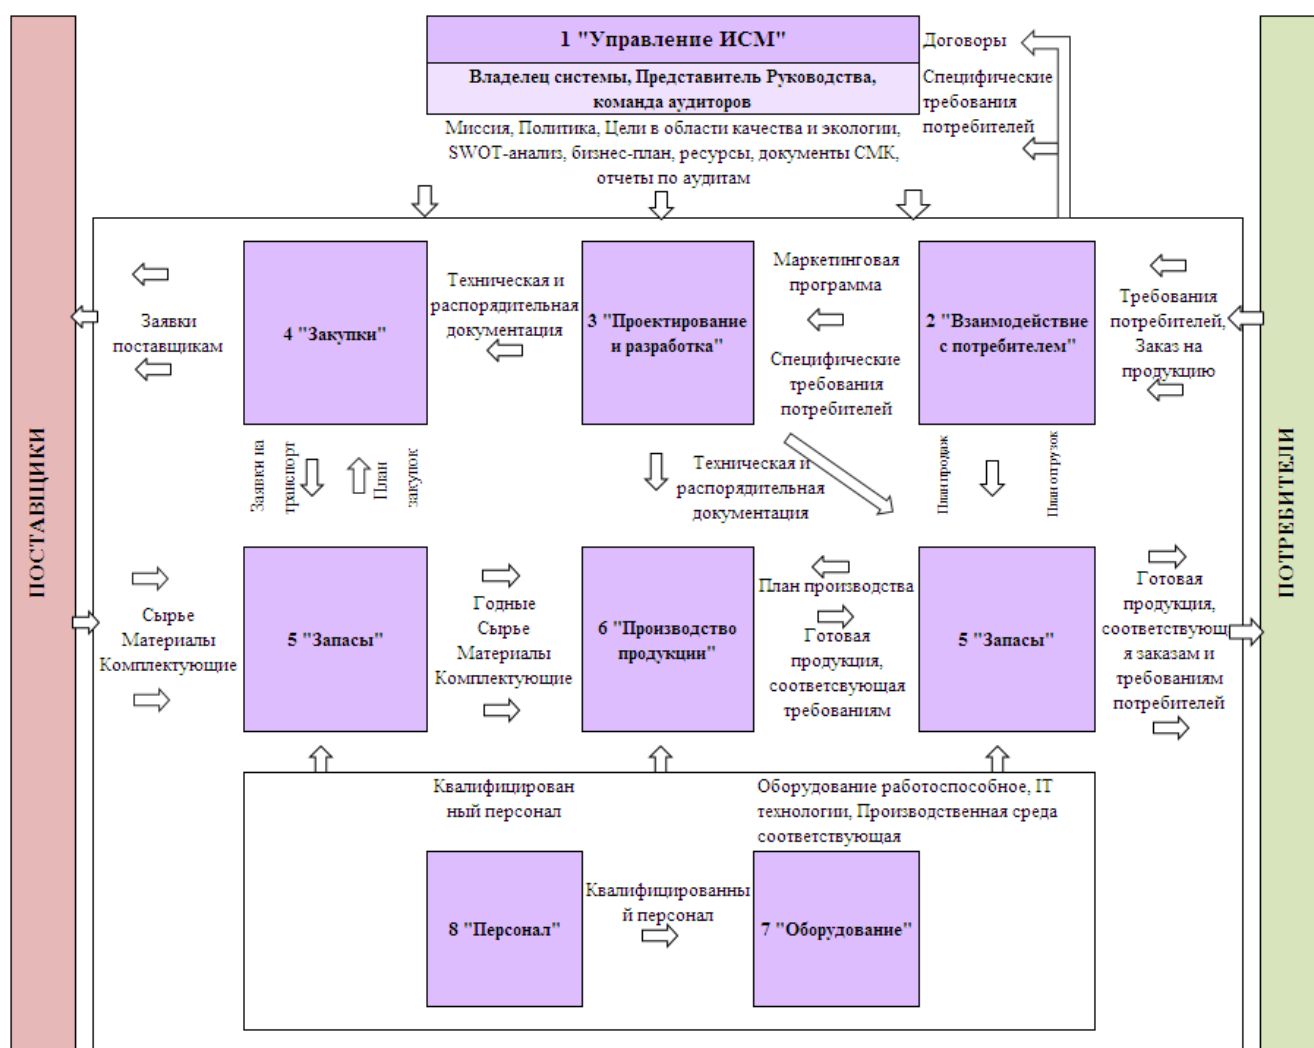 1 "Управление ИСМ"
Владелец системы, Представитель Руководства,
команда аудиторов
Миссия, Политика, Цели в области качества и экологии,
SWOT-анализ, бизнес-план, ресурсы, документы СМК,
отчеты по аудитам
Договоры
Специфические
требования
потребителей
ПОСТАВЩИКИ
Заявки
поставщикам
4 "Закупки"
Техническая и
распорядительная
документация
3 "Проектирование
и разработка"
Маркетинговая
программа
Специфические
требования
потребителей
2 "Взаимодействие
с потребителем"
Требования
потребителей,
Заказ на
продукцию
ПОТРЕБИТЕЛИ
Заявки на
транспорт
План
закупок
Техническая и
распорядительная
документация
План продаж
План отгрузок
Сырье
Материалы
Комплектующие
5 "Запасы"
Годные
Сырье
Материалы
Комплектующие
6 "Производство
продукции"
План производства
Готовая
продукция,
соответсвующая
требованиям
5 "Запасы"
Готовая
продукция,
соответствующ
я заказам и
требованиям
потребителей
Квалифицирован
ный персонал
Оборудование работоспособное, IT
технологии, Производственная среда
соответствующая
8 "Персонал"
Квалифицированны
й персонал
7 "Оборудование"